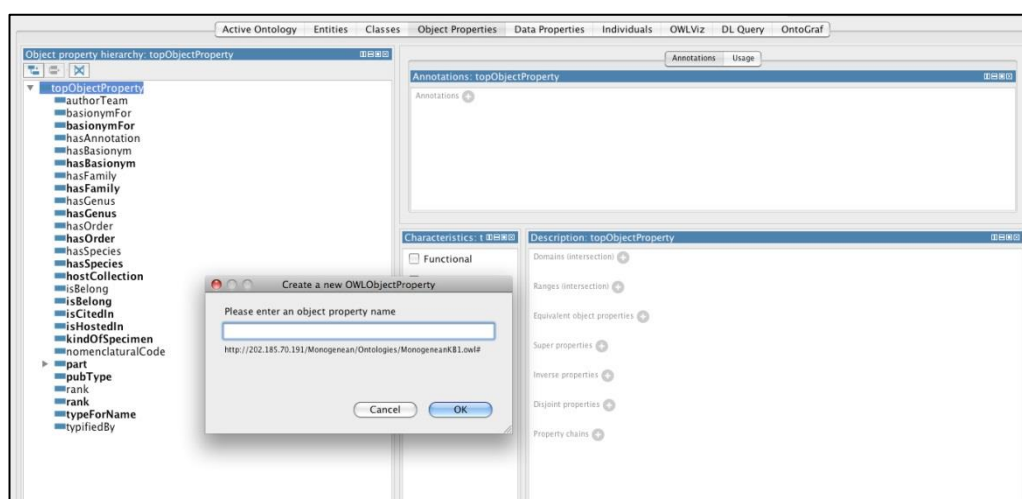 Active Ontology Entities Classes Object Properties Data Properties Individuals OWLViz DL Query OntoGraf
Object property hierarchy: topObjectProperty
topObjectProperty
authorTeam
basionymFor
basionymFor
hasAnnotation
hasBasionym
hasBasionym
hasFamily
hasFamily
hasGenus
hasGenus
hasOrder
hasOrder
hasSpecies
hasSpecies
hostCollection
isBelong
isBelong
isCitedIn
isHostedIn
kindOfSpecimen
nomenclaturalCode
part
pubType
rank
rank
typeForName
typifiedBy
Annotations Usage
Annotations: topObjectProperty
Annotations
Characteristics: t
Functional
Description: topObjectProperty
Domains (intersection)
Ranges (intersection)
Equivalent object properties
Super properties
Inverse properties
Disjoint properties
Property chains
Create a new OWLObjectProperty
Please enter an object property name
http://202.185.70.191/Monogenean/Ontologies/MonogeneanKB1.owl#
Cancel OK